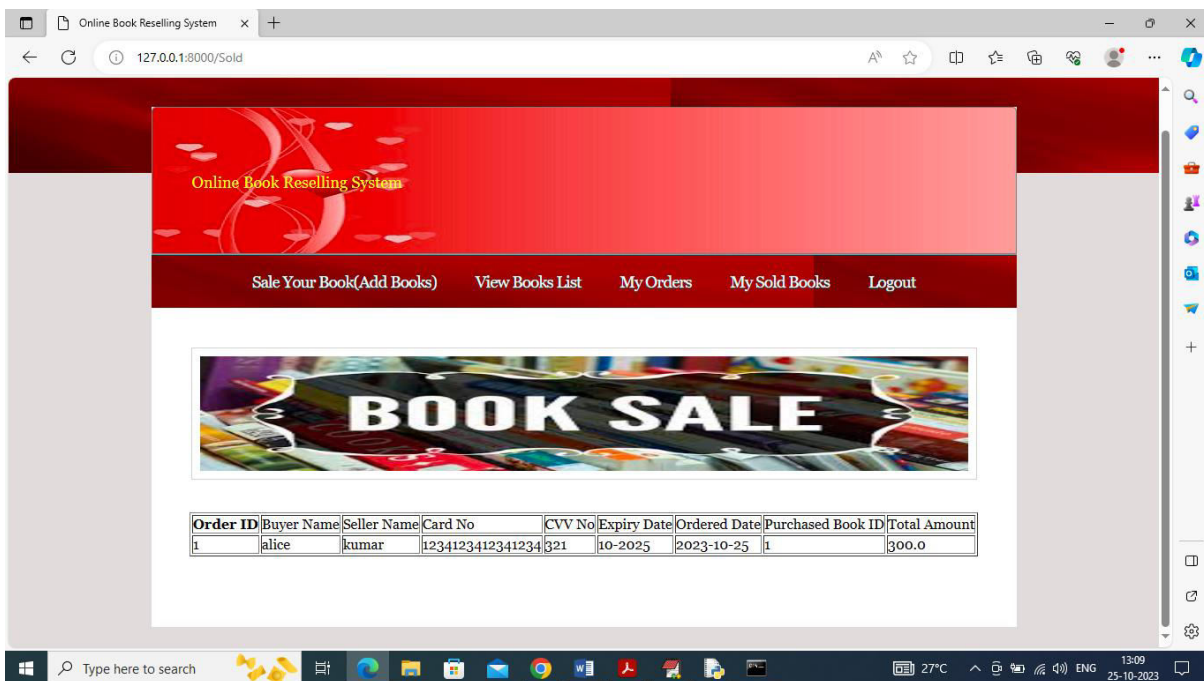 Online Book Reselling System
127.0.0.1:8000/Sold
Online Book Reselling System
Sale Your Book(Add Books) View Books List My Orders My Sold Books Logout
BOOK SALE
Order ID Buyer Name Seller Name Card No CVV No Expiry Date Ordered Date Purchased Book ID Total Amount
1 alice kumar 1234123412341234 321 10-2025 2023-10-25 1 300.0
Type here to search 27°C ENG 13:09
25-10-2023